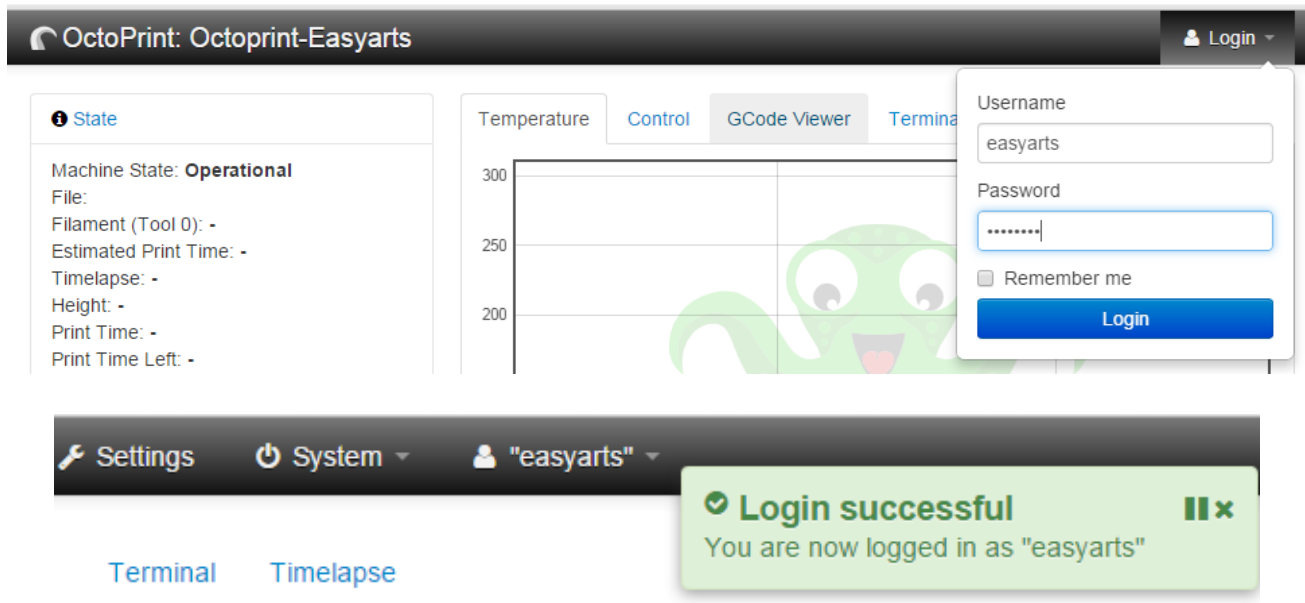 OctoPrint: Octoprint-Easyarts
Login
State
Machine State: Operational
File:
Filament (Tool 0): -
Estimated Print Time: -
Timelapse: -
Height: -
Print Time: -
Print Time Left: -
Temperature Control GCode Viewer Termina
300
250
200
Username
easyarts
Password
••••••••
Remember me
Login
Settings System "easyarts"
Login successful
You are now logged in as "easyarts"
Terminal Timelapse